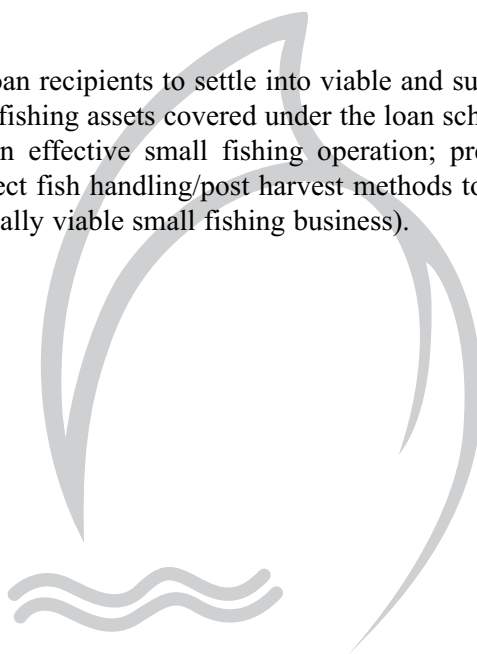 oan recipients to settle into viable and su
fishing assets covered under the loan sch
n effective small fishing operation; pr
ect fish handling/post harvest methods to
ally viable small fishing business).